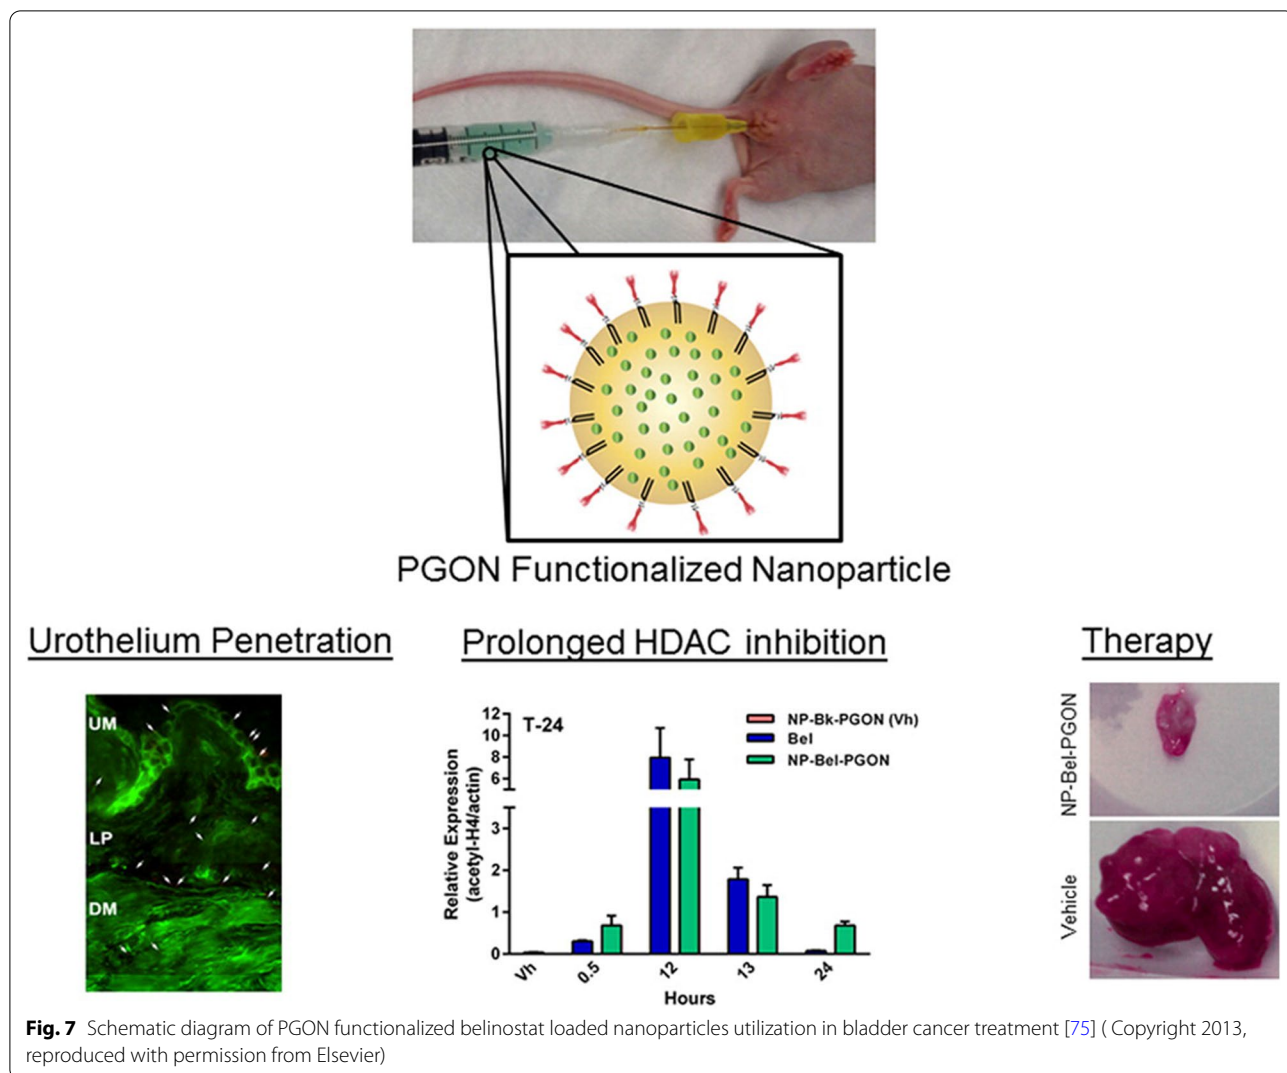 PGON Functionalized Nanoparticle
Urothelium Penetration
UM
LP
DM
Prolonged HDAC inhibition
T-24
NP-Bk-PGON (Vh)
Bel
NP-Bel-PGON
Relative Expression
(acetyl-H4/actin)
12
10
8
6
3
2
1
0
Vh
0.5
12
13
24
Hours
Therapy
NP-Bel-PGON
Vehicle
Fig. 7 Schematic diagram of PGON functionalized belinostat loaded nanoparticles utilization in bladder cancer treatment [75] ( Copyright 2013,
reproduced with permission from Elsevier)